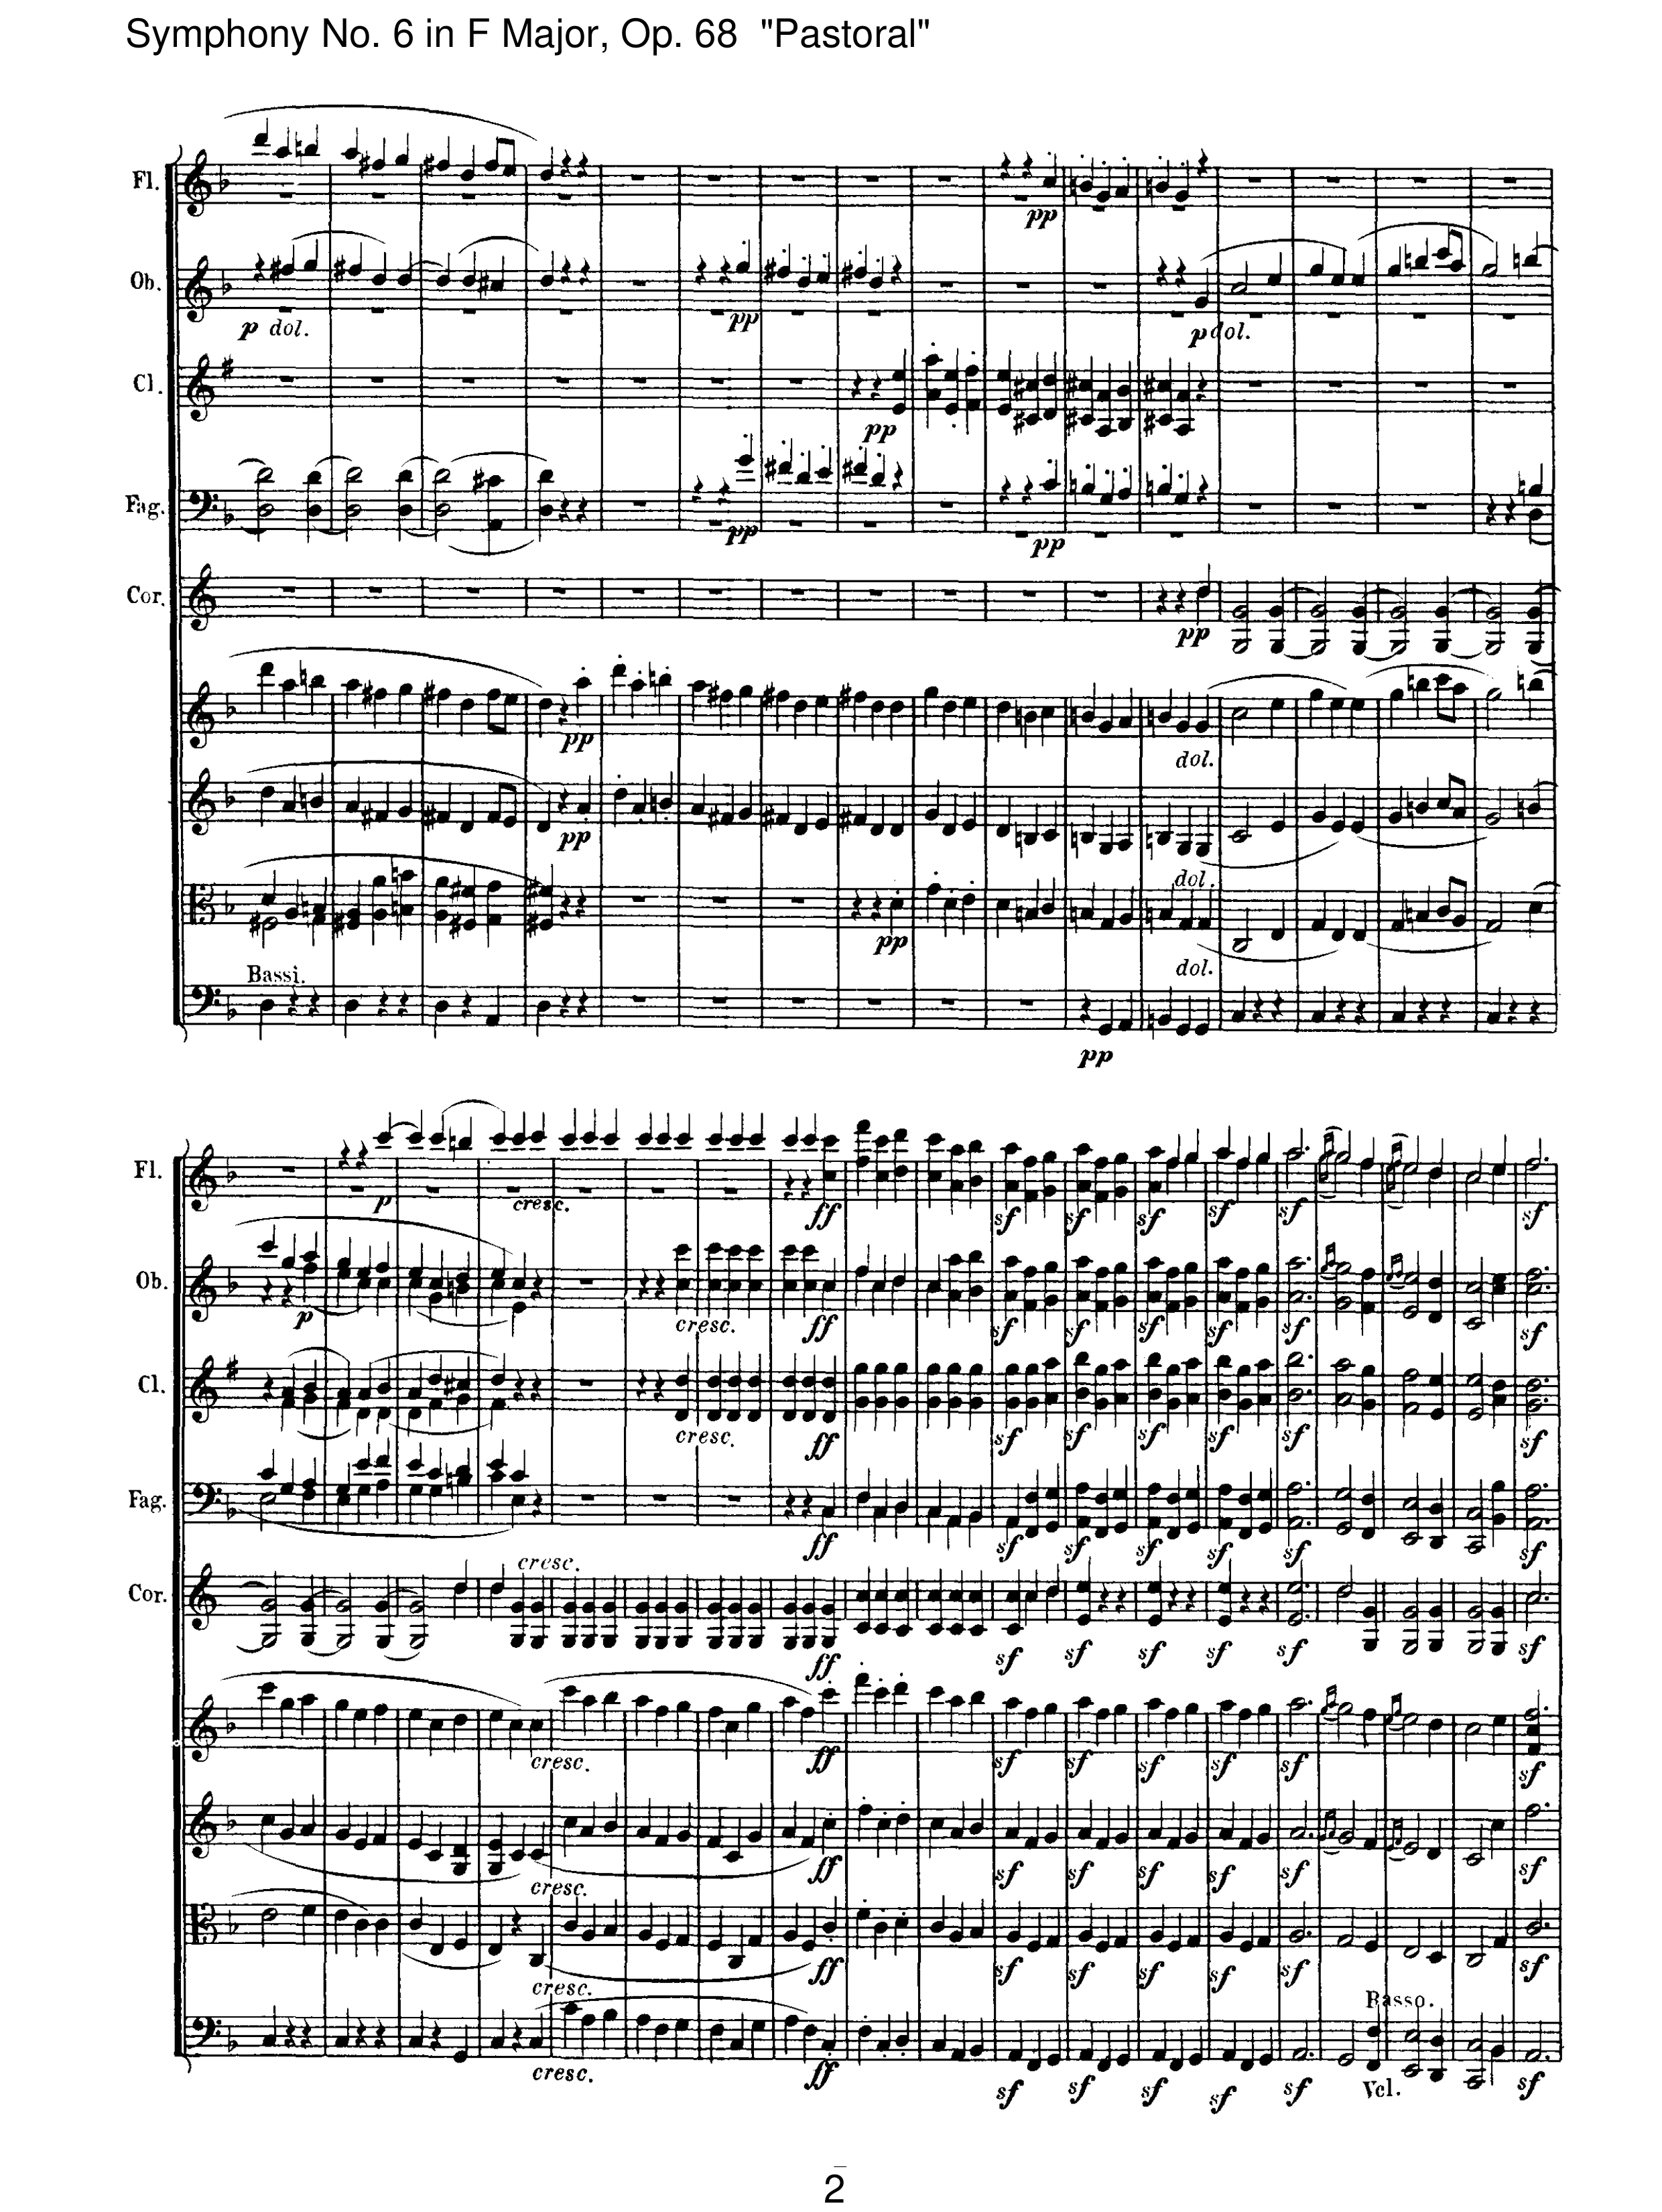 Symphony No. 6 in F Major, Op. 68 "Pastoral"
Fl.
pp
Ob.
p dol.
pp
p dol.
Cl.
pp
Fag.
pp
pp
Cor.
pp
pp
dol.
pp
dol.
pp
dol.
Bassi.
pp
Fl.
p
cresc.
ff
sf sf sf sf sf sf
Ob.
p
cresc.
ff
sf sf sf sf sf sf
Cl.
cresc.
ff
sf sf sf sf sf sf
Fag.
ff
sf sf sf sf sf sf
Cor.
cresc.
ff
sf sf sf sf sf sf
cresc.
ff
sf sf sf sf sf sf
cresc.
ff
sf sf sf sf sf sf
cresc.
ff
sf sf sf sf sf sf
Basso.
cresc.
ff
sf sf sf sf sf Vcl. sf
2